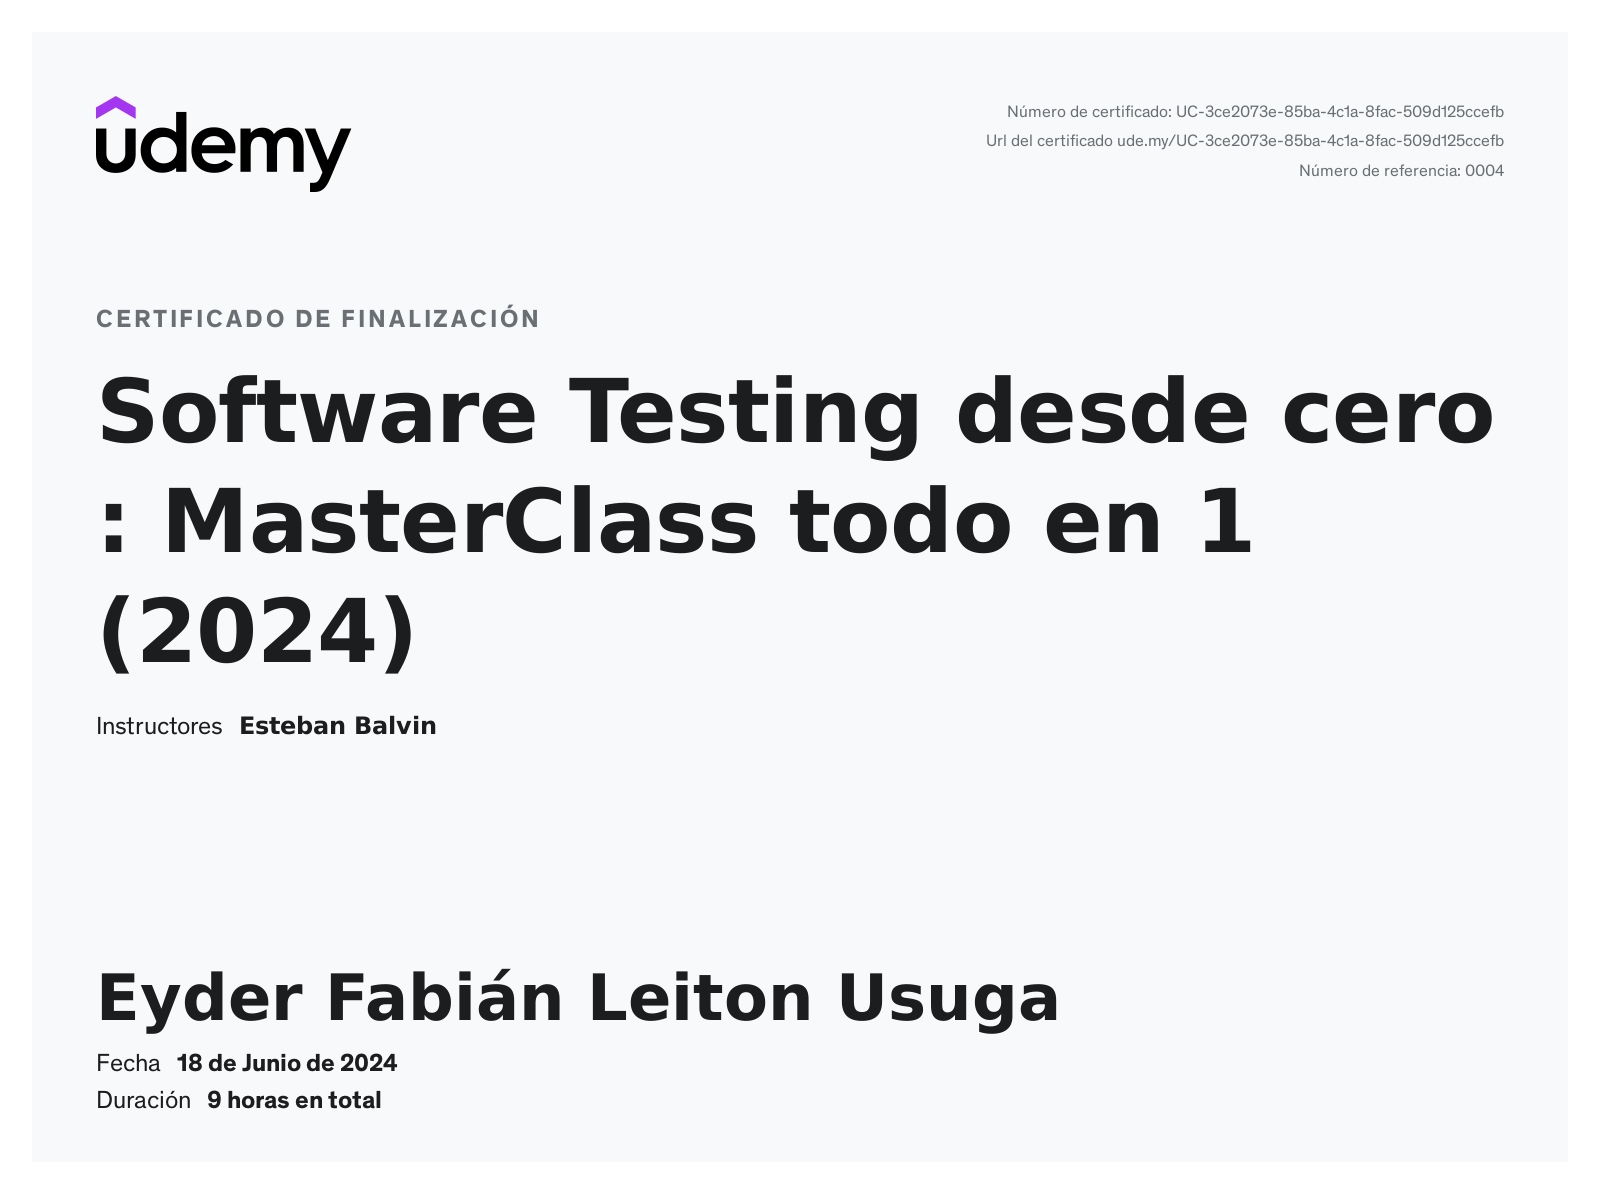 udemy
Número de certificado: UC-3ce2073e-85ba-4c1a-8fac-509d125ccefb
Url del certificado ude.my/UC-3ce2073e-85ba-4c1a-8fac-509d125ccefb
Número de referencia: 0004
CERTIFICADO DE FINALIZACIÓN
Software Testing desde cero
: MasterClass todo en 1
(2024)
Instructores Esteban Balvin
Eyder Fabián Leiton Usuga
Fecha 18 de Junio de 2024
Duración 9 horas en total